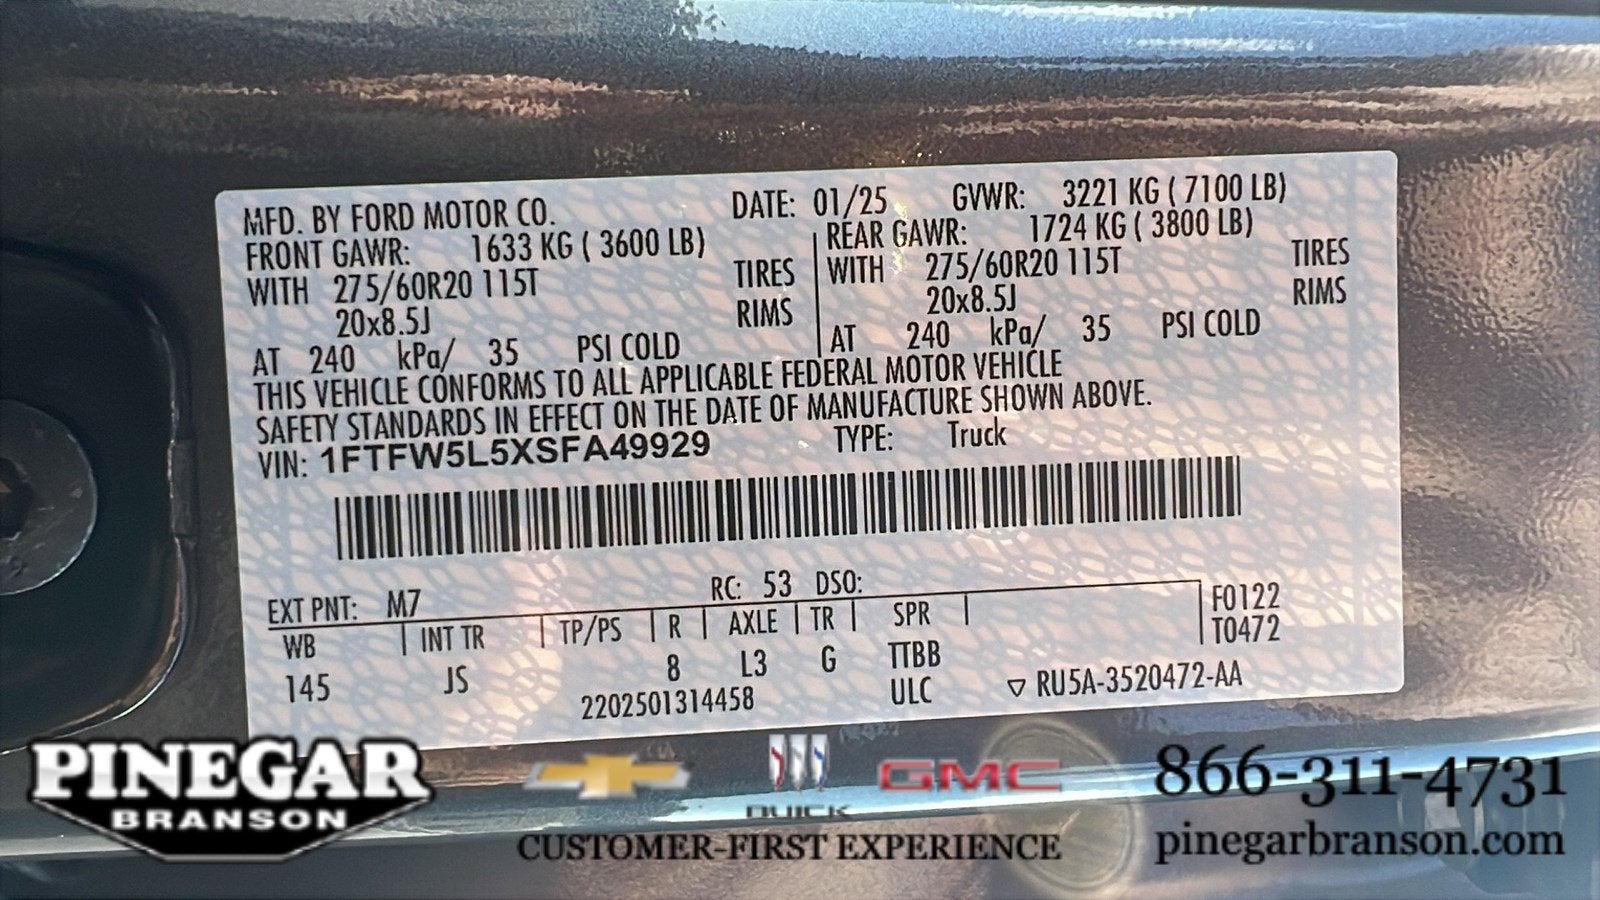 MFD. BY FORD MOTOR CO. DATE: 01/25 GVWR: 3221 KG ( 7100 LB)
FRONT GAWR: 1633 KG ( 3600 LB) REAR GAWR: 1724 KG ( 3800 LB)
WITH 275/60R20 115T TIRES WITH 275/60R20 115T TIRES
20x8.5J RIMS 20x8.5J RIMS
AT 240 kPa/ 35 PSI COLD AT 240 kPa/ 35 PSI COLD
THIS VEHICLE CONFORMS TO ALL APPLICABLE FEDERAL MOTOR VEHICLE
SAFETY STANDARDS IN EFFECT ON THE DATE OF MANUFACTURE SHOWN ABOVE.
VIN: 1FTFW5L5XSFA49929 TYPE: Truck
EXT PNT: M7 RC: 53 DSO:
WB INT TR TP/PS R AXLE TR SPR F0122
T0472
145 JS 8 L3 G TTBB
2202501314458 ULC ▽ RU5A-3520472-AA
PINEGAR
BRANSON
BUICK
GMC
CUSTOMER-FIRST EXPERIENCE
866-311-4731
pinegarbranson.com